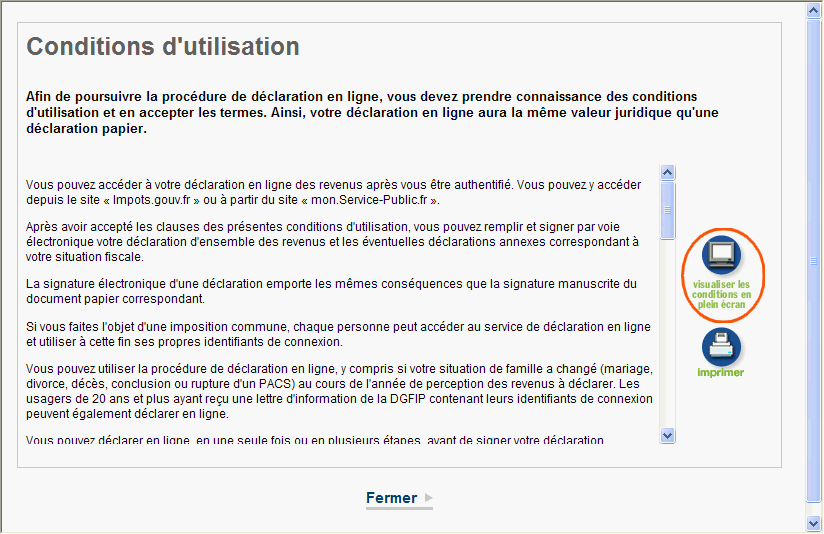 Conditions d'utilisation
Afin de poursuivre la procédure de déclaration en ligne, vous devez prendre connaissance des conditions
d'utilisation et en accepter les termes. Ainsi, votre déclaration en ligne aura la même valeur juridique qu'une
déclaration papier.
Vous pouvez accéder à votre déclaration en ligne des revenus après vous être authentifié. Vous pouvez y accéder
depuis le site « Impots.gouv.fr » ou à partir du site « mon.Service-Public.fr ».
Après avoir accepté les clauses des présentes conditions d'utilisation, vous pouvez remplir et signer par voie
électronique votre déclaration d'ensemble des revenus et les éventuelles déclarations annexes correspondant à
votre situation fiscale.
La signature électronique d'une déclaration emporte les mêmes conséquences que la signature manuscrite du
document papier correspondant.
Si vous faites l'objet d'une imposition commune, chaque personne peut accéder au service de déclaration en ligne
et utiliser à cette fin ses propres identifiants de connexion.
Vous pouvez utiliser la procédure de déclaration en ligne, y compris si votre situation de famille a changé (mariage,
divorce, décès, conclusion ou rupture d'un PACS) au cours de l'année de perception des revenus à déclarer. Les
usagers de 20 ans et plus ayant reçu une lettre d'information de la DGFIP contenant leurs identifiants de connexion
peuvent également déclarer en ligne.
Vous pouvez déclarer en ligne, en une seule fois ou en plusieurs étapes, avant de signer votre déclaration
visualiser les
conditions en
plein écran
imprimer
Fermer